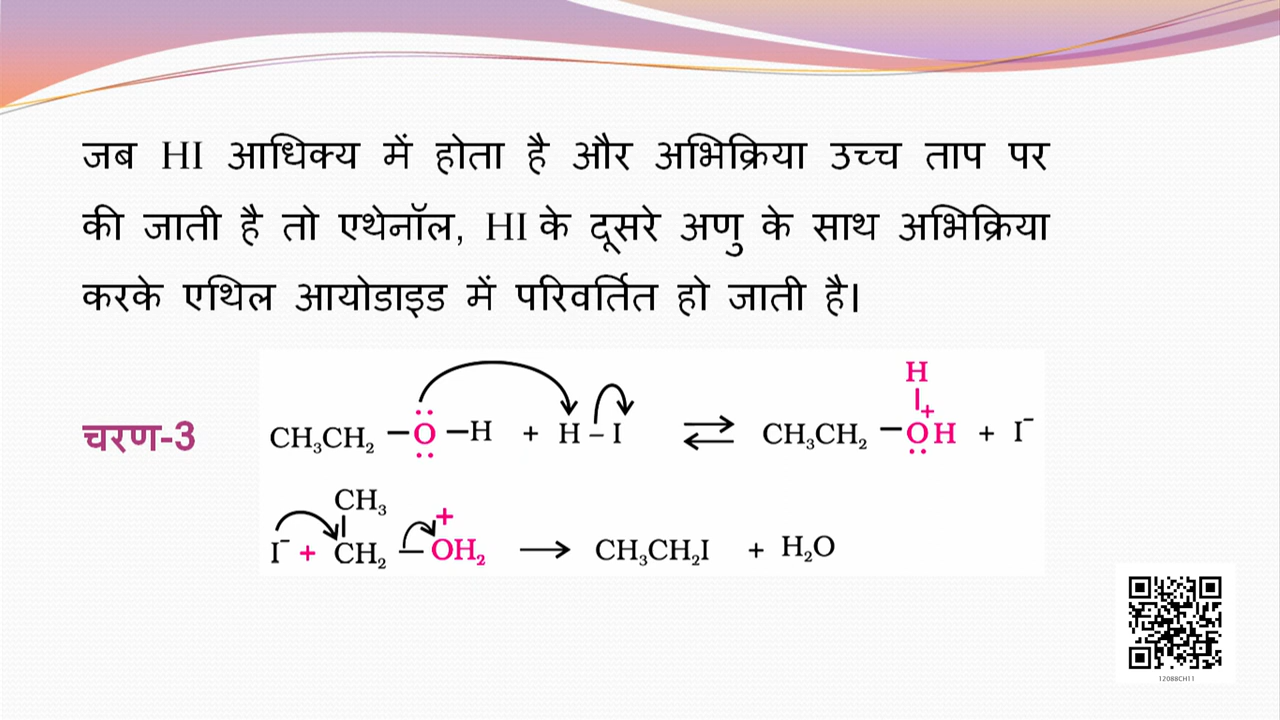 जब HI आधिक्य में होता है और अभिक्रिया उच्च ताप पर
की जाती है तो एथेनॉल, HI के दूसरे अणु के साथ अभिक्रिया
करके एथिल आयोडाइड में परिवर्तित हो जाती है।
चरण-3
H
CH₃CH₂ –Ö̤ –H + H – I ⇌ CH₃CH₂ –O⁺H + I⁻
CH₃
I⁻ + CH₂ – O⁺H₂ → CH₃CH₂I + H₂O
12088CH11